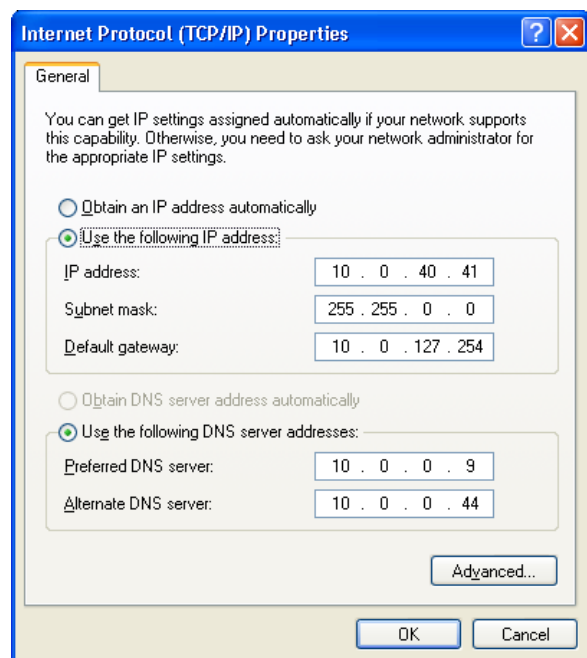 Internet Protocol (TCP/IP) Properties
General
You can get IP settings assigned automatically if your network supports
this capability. Otherwise, you need to ask your network administrator for
the appropriate IP settings.
Obtain an IP address automatically
Use the following IP address:
IP address: 10 . 0 . 40 . 41
Subnet mask: 255 . 255 . 0 . 0
Default gateway: 10 . 0 . 127 . 254
Obtain DNS server address automatically
Use the following DNS server addresses:
Preferred DNS server: 10 . 0 . 0 . 9
Alternate DNS server: 10 . 0 . 0 . 44
Advanced...
OK Cancel